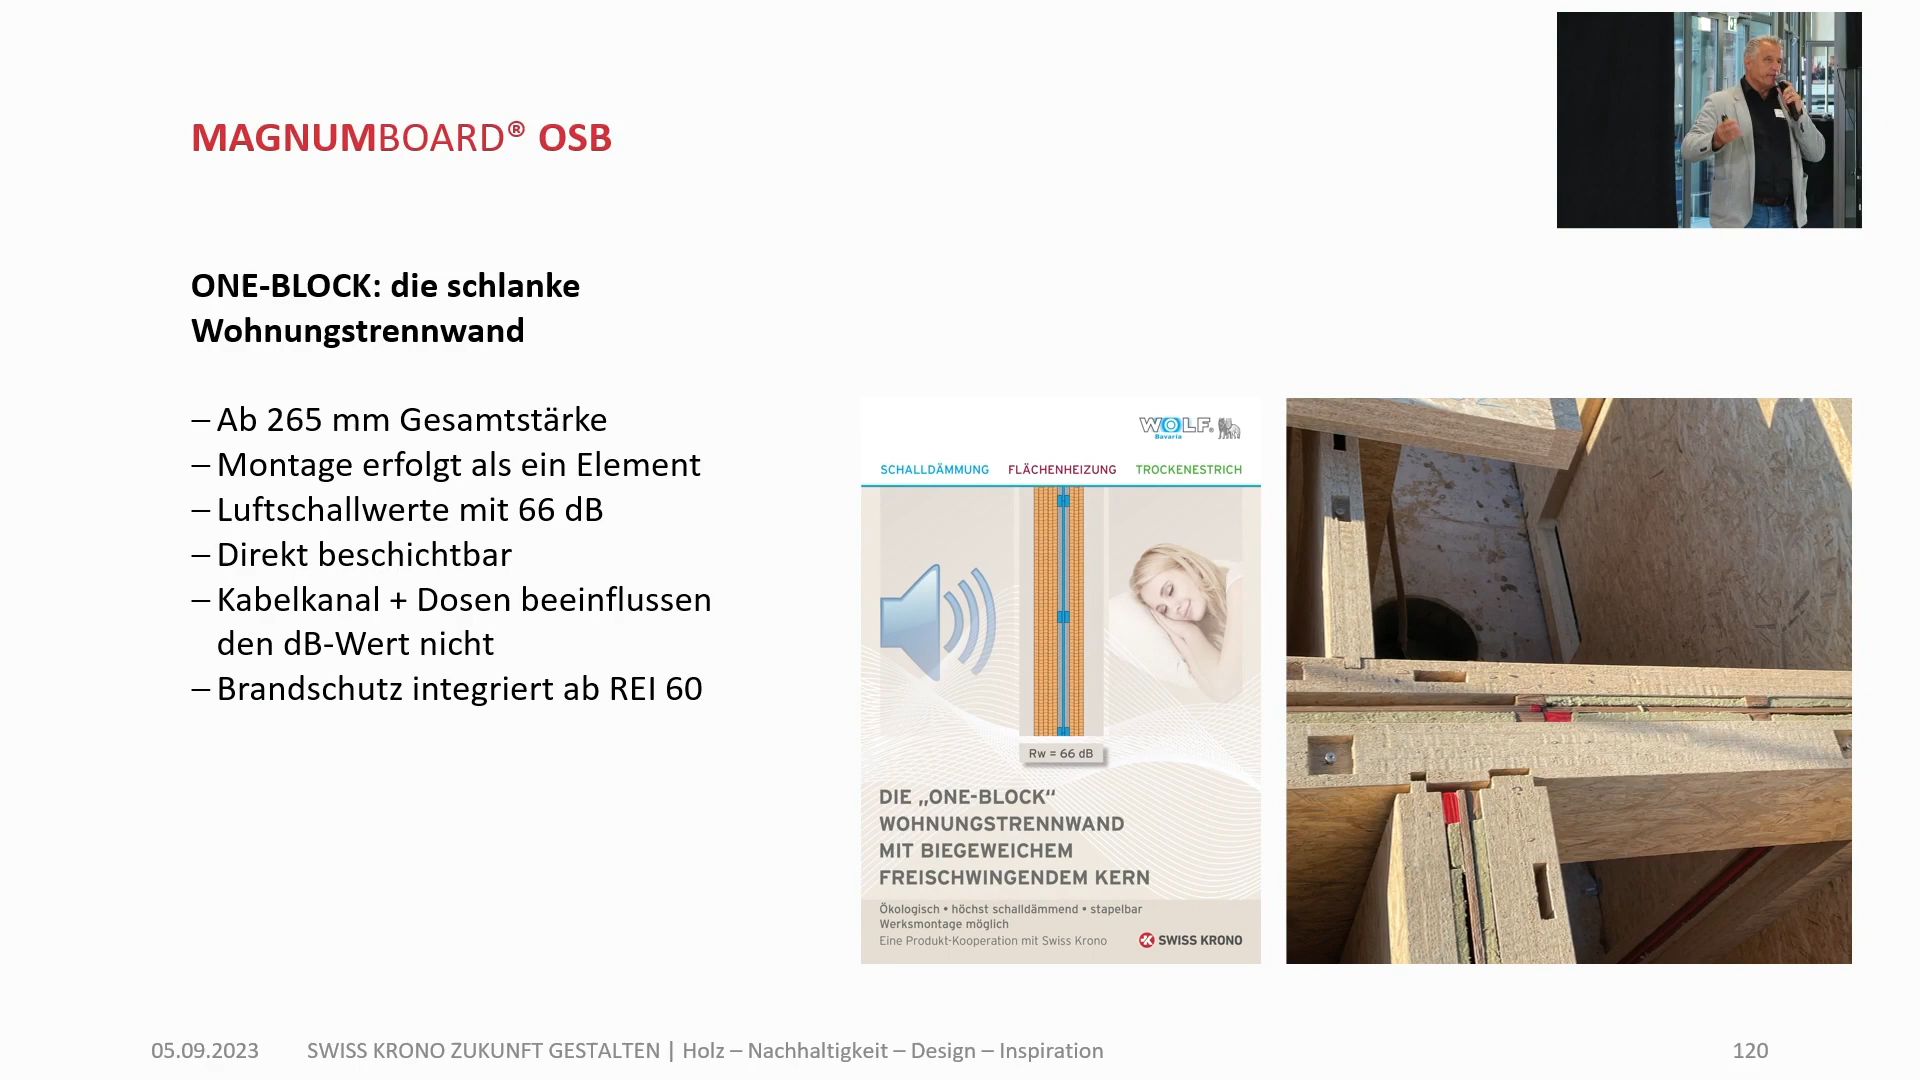 MAGNUMBOARD® OSB
ONE-BLOCK: die schlanke
Wohnungstrennwand
– Ab 265 mm Gesamtstärke
– Montage erfolgt als ein Element
– Luftschallwerte mit 66 dB
– Direkt beschichtbar
– Kabelkanal + Dosen beeinflussen
den dB-Wert nicht
– Brandschutz integriert ab REI 60
WOLF®
Bavaria
SCHALLDÄMMUNG FLÄCHENHEIZUNG TROCKENESTRICH
Rw = 66 dB
DIE „ONE-BLOCK“
WOHNUNGSTRENNWAND
MIT BIEGEWEICHEM
FREISCHWINGENDEM KERN
Ökologisch • höchst schalldämmend • stapelbar
Werksmontage möglich
Eine Produkt-Kooperation mit Swiss Krono
SWISS KRONO
05.09.2023 SWISS KRONO ZUKUNFT GESTALTEN | Holz – Nachhaltigkeit – Design – Inspiration 120